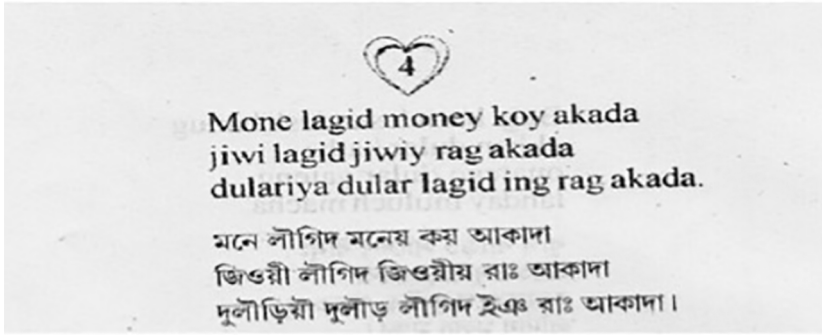 4
Mone lagid money koy akada
jiwi lagid jiwiy rag akada
dulariya dular lagid ing rag akada.
মনে লৗগিদ মনেয় কয় আকাদা
জিওয়ী লৗগিদ জিওয়ীয় রাঃ আকাদা
দুলৗড়িয়ৗ দুলৗড় লৗগিদ ইঞ রাঃ আকাদা।